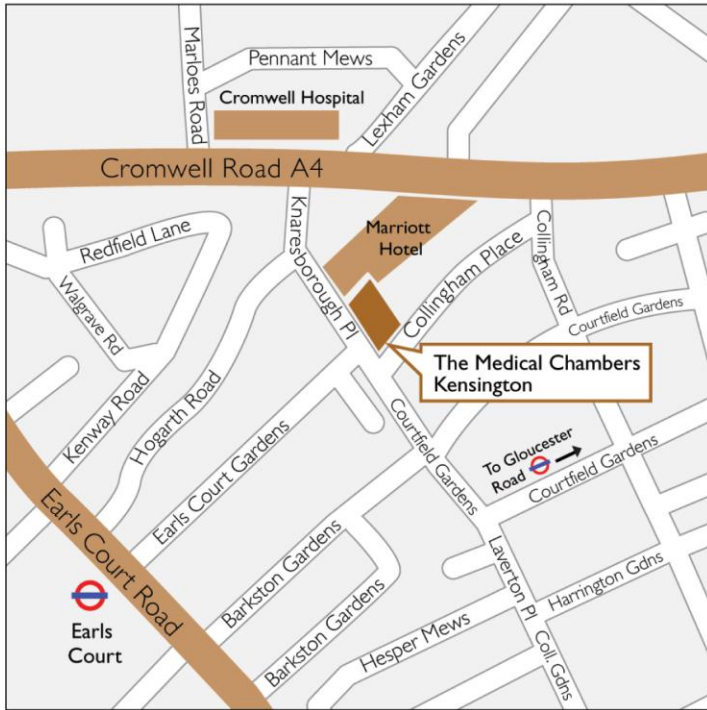 Marloes Road
Pennant Mews
Lexham Gardens
Cromwell Hospital
Cromwell Road A4
Knaresborough Pl
Marriott
Hotel
Collingham Place
Collingham Rd
Redfield Lane
Walgrave Rd
Courtfield Gardens
The Medical Chambers
Kensington
Kenway Road
Hogarth Road
Earls Court Gardens
Courtfield Gardens
To Gloucester
Road
Courtfield Gardens
Earls Court Road
Barkston Gardens
Laverton Pl
Harrington Gdns
Earls
Court
Barkston Gardens
Hesper Mews
Coll. Gdns